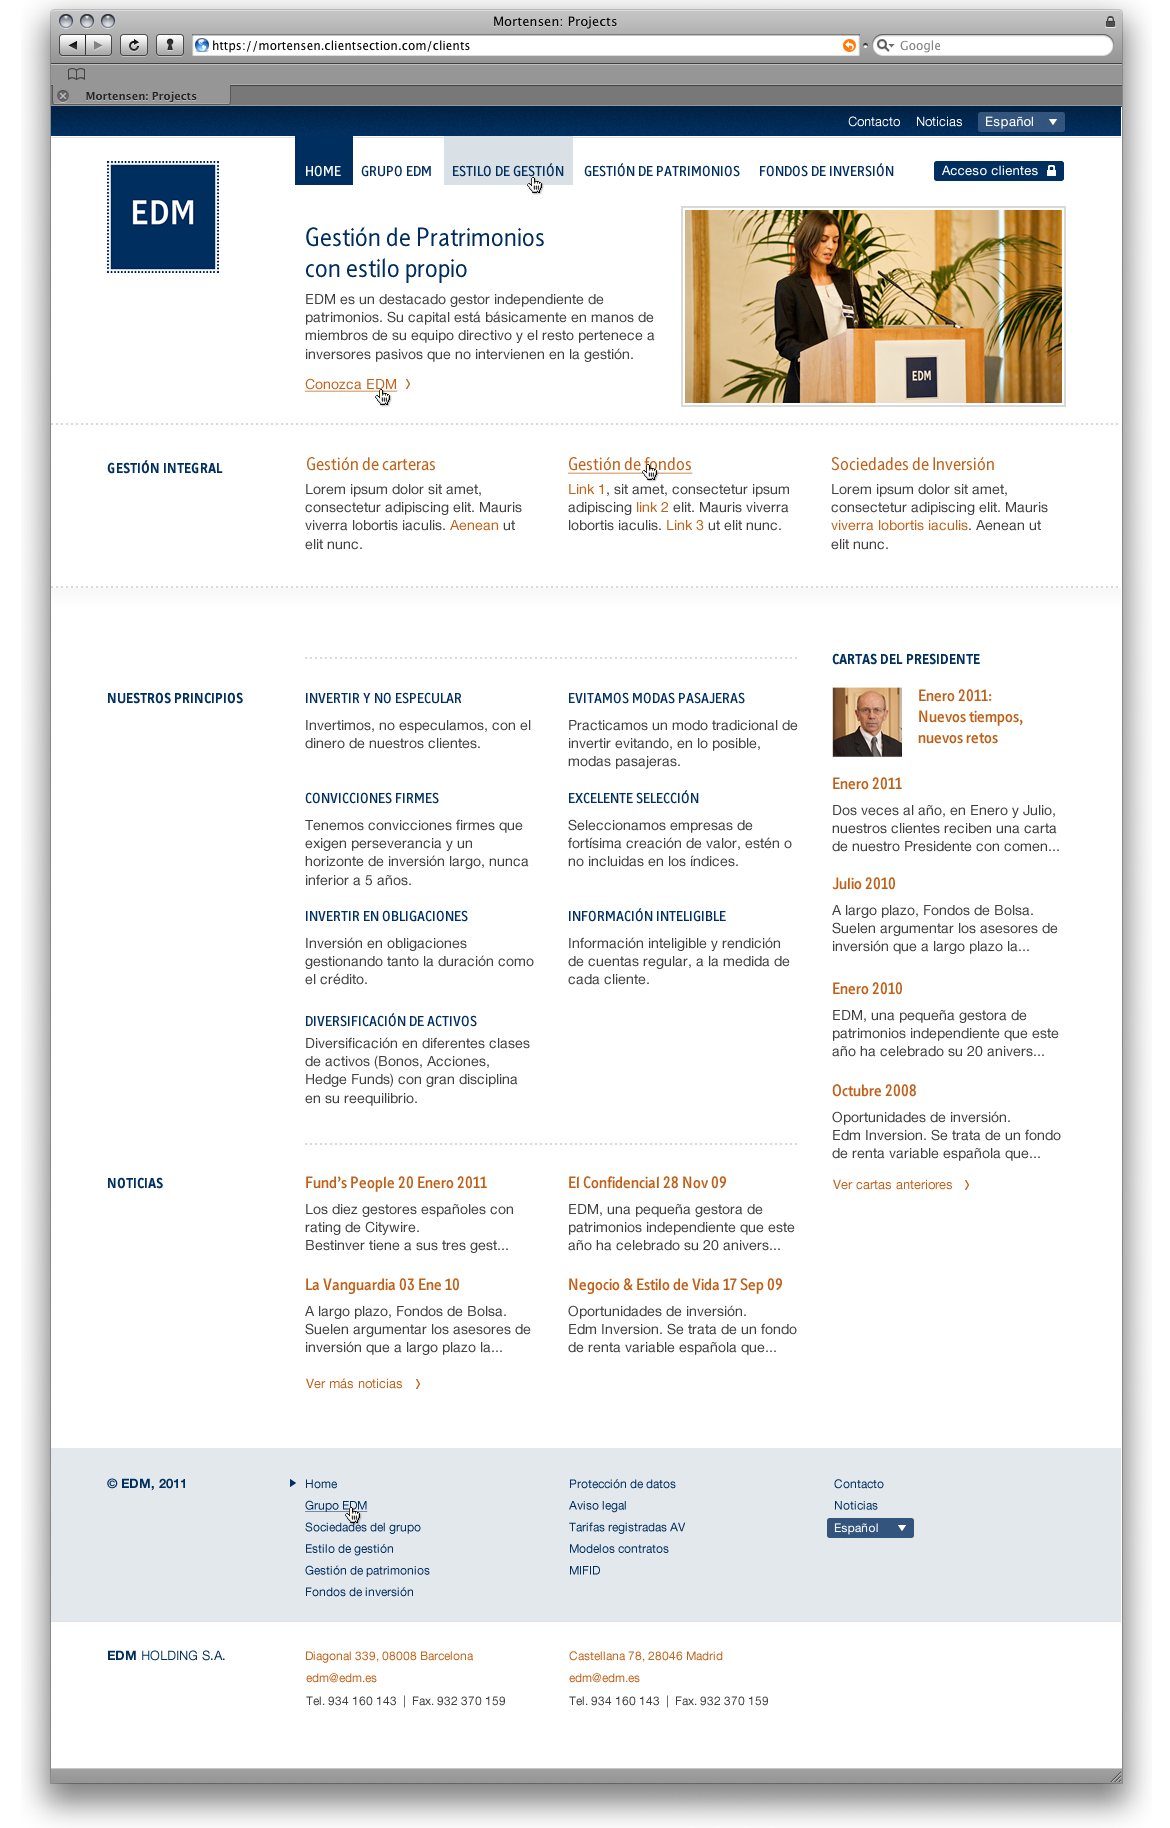 Mortensen: Projects
https://mortensen.clientsection.com/clients
Google
Mortensen: Projects
Contacto Noticias Español
HOME GRUPO EDM ESTILO DE GESTIÓN GESTIÓN DE PATRIMONIOS FONDOS DE INVERSIÓN Acceso clientes
EDM
Gestión de Pratrimonios
con estilo propio
EDM es un destacado gestor independiente de
patrimonios. Su capital está básicamente en manos de
miembros de su equipo directivo y el resto pertenece a
inversores pasivos que no intervienen en la gestión.
Conozca EDM
EDM
GESTIÓN INTEGRAL
Gestión de carteras
Lorem ipsum dolor sit amet,
consectetur adipiscing elit. Mauris
viverra lobortis iaculis. Aenean ut
elit nunc.
Gestión de fondos
Link 1, sit amet, consectetur ipsum
adipiscing link 2 elit. Mauris viverra
lobortis iaculis. Link 3 ut elit nunc.
Sociedades de Inversión
Lorem ipsum dolor sit amet,
consectetur adipiscing elit. Mauris
viverra lobortis iaculis. Aenean ut
elit nunc.
NUESTROS PRINCIPIOS
INVERTIR Y NO ESPECULAR
Invertimos, no especulamos, con el
dinero de nuestros clientes.
EVITAMOS MODAS PASAJERAS
Practicamos un modo tradicional de
invertir evitando, en lo posible,
modas pasajeras.
CONVICCIONES FIRMES
Tenemos convicciones firmes que
exigen perseverancia y un
horizonte de inversión largo, nunca
inferior a 5 años.
EXCELENTE SELECCIÓN
Seleccionamos empresas de
fortísima creación de valor, estén o
no incluidas en los índices.
INVERTIR EN OBLIGACIONES
Inversión en obligaciones
gestionando tanto la duración como
el crédito.
INFORMACIÓN INTELIGIBLE
Información inteligible y rendición
de cuentas regular, a la medida de
cada cliente.
DIVERSIFICACIÓN DE ACTIVOS
Diversificación en diferentes clases
de activos (Bonos, Acciones,
Hedge Funds) con gran disciplina
en su reequilibrio.
CARTAS DEL PRESIDENTE
Enero 2011:
Nuevos tiempos,
nuevos retos
Enero 2011
Dos veces al año, en Enero y Julio,
nuestros clientes reciben una carta
de nuestro Presidente con comen...
Julio 2010
A largo plazo, Fondos de Bolsa.
Suelen argumentar los asesores de
inversión que a largo plazo la...
Enero 2010
EDM, una pequeña gestora de
patrimonios independiente que este
año ha celebrado su 20 anivers...
Octubre 2008
Oportunidades de inversión.
Edm Inversion. Se trata de un fondo
de renta variable española que...
Ver cartas anteriores
NOTICIAS
Fund's People 20 Enero 2011
Los diez gestores españoles con
rating de Citywire.
Bestinver tiene a sus tres gest...
El Confidencial 28 Nov 09
EDM, una pequeña gestora de
patrimonios independiente que este
año ha celebrado su 20 anivers...
La Vanguardia 03 Ene 10
A largo plazo, Fondos de Bolsa.
Suelen argumentar los asesores de
inversión que a largo plazo la...
Negocio & Estilo de Vida 17 Sep 09
Oportunidades de inversión.
Edm Inversion. Se trata de un fondo
de renta variable española que...
Ver más noticias
© EDM, 2011
Home
Grupo EDM
Sociedades del grupo
Estilo de gestión
Gestión de patrimonios
Fondos de inversión
Protección de datos
Aviso legal
Tarifas registradas AV
Modelos contratos
MIFID
Contacto
Noticias
Español
EDM HOLDING S.A.
Diagonal 339, 08008 Barcelona
edm@edm.es
Tel. 934 160 143 | Fax. 932 370 159
Castellana 78, 28046 Madrid
edm@edm.es
Tel. 934 160 143 | Fax. 932 370 159